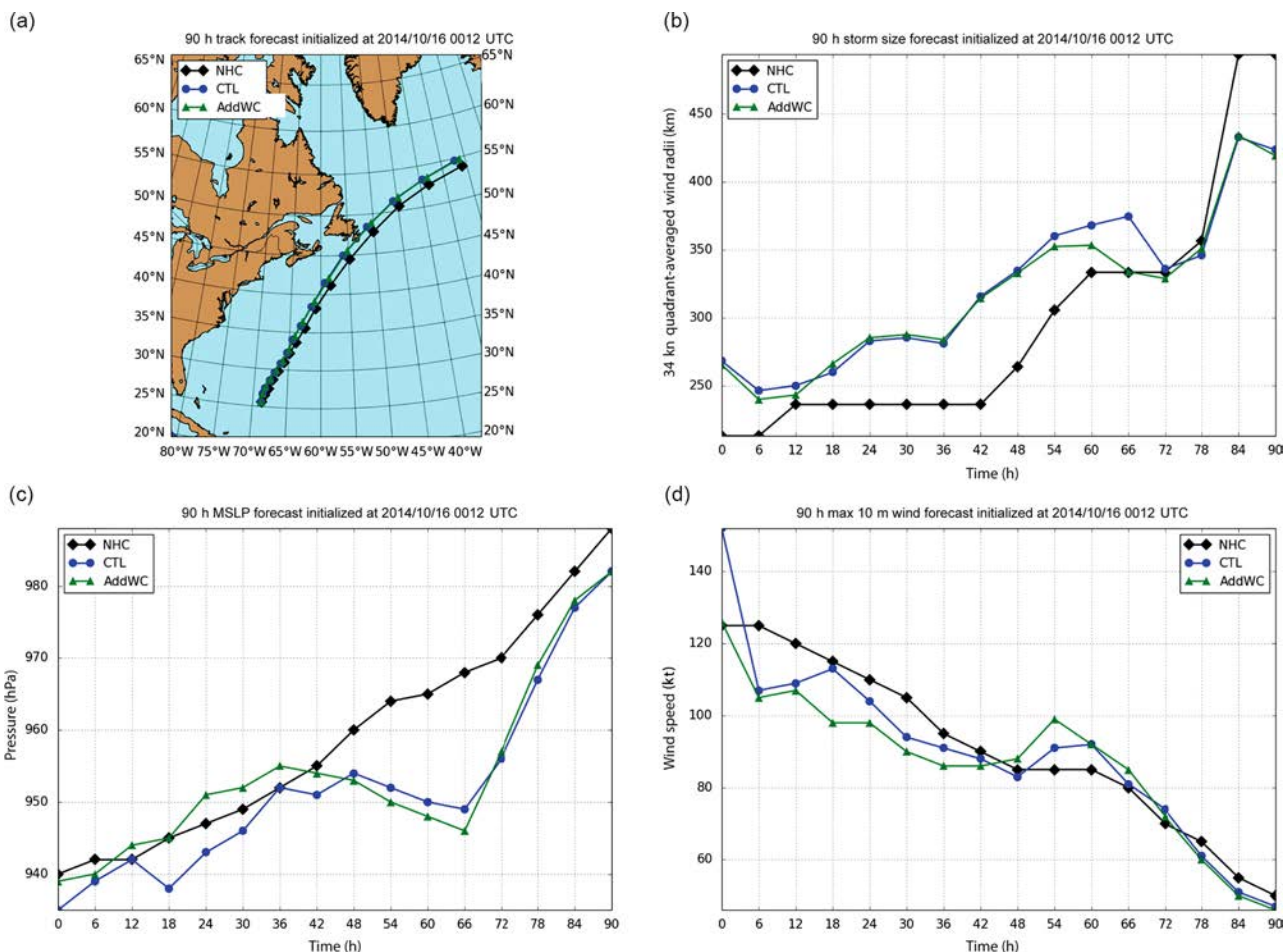 (a)
90 h track forecast initialized at 2014/10/16 0012 UTC
65°N
65°N
NHC
CTL
AddWC
60°N
60°N
55°N
55°N
50°N
50°N
45°N
45°N
40°N
40°N
35°N
35°N
30°N
30°N
25°N
25°N
20°N
20°N
80°W 75°W 70°W 65°W 60°W 55°W 50°W 45°W 40°W
(b)
90 h storm size forecast initialized at 2014/10/16 0012 UTC
NHC
CTL
AddWC
34 kn quadrant-averaged wind radii (km)
450
400
350
300
250
0 6 12 18 24 30 36 42 48 54 60 66 72 78 84 90
Time (h)
(c)
90 h MSLP forecast initialized at 2014/10/16 0012 UTC
NHC
CTL
AddWC
Pressure (hPa)
980
970
960
950
940
0 6 12 18 24 30 36 42 48 54 60 66 72 78 84 90
Time (h)
(d)
90 h max 10 m wind forecast initialized at 2014/10/16 0012 UTC
NHC
CTL
AddWC
Wind speed (kt)
140
120
100
80
60
0 6 12 18 24 30 36 42 48 54 60 66 72 78 84 90
Time (h)